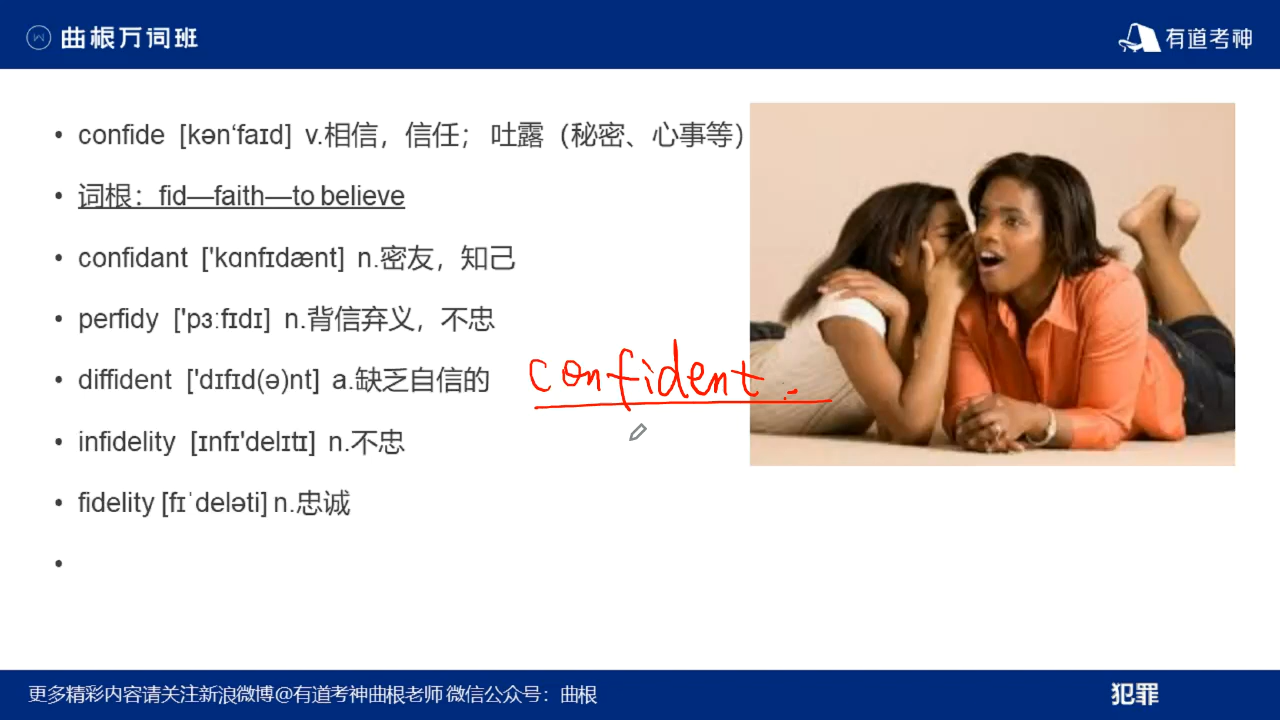 曲根万词班
有道考神
confide [kən‘faɪd] v.相信，信任； 吐露（秘密、心事等）
词根：fid—faith—to believe
confidant ['kɑnfɪdænt] n.密友，知己
perfidy ['pɜːfɪdɪ] n.背信弃义，不忠
diffident ['dɪfɪd(ə)nt] a.缺乏自信的
confident
infidelity [ɪnfɪ'delɪtɪ] n.不忠
fidelity [fɪˈdeləti] n.忠诚
更多精彩内容请关注新浪微博@有道考神曲根老师 微信公众号：曲根
犯罪